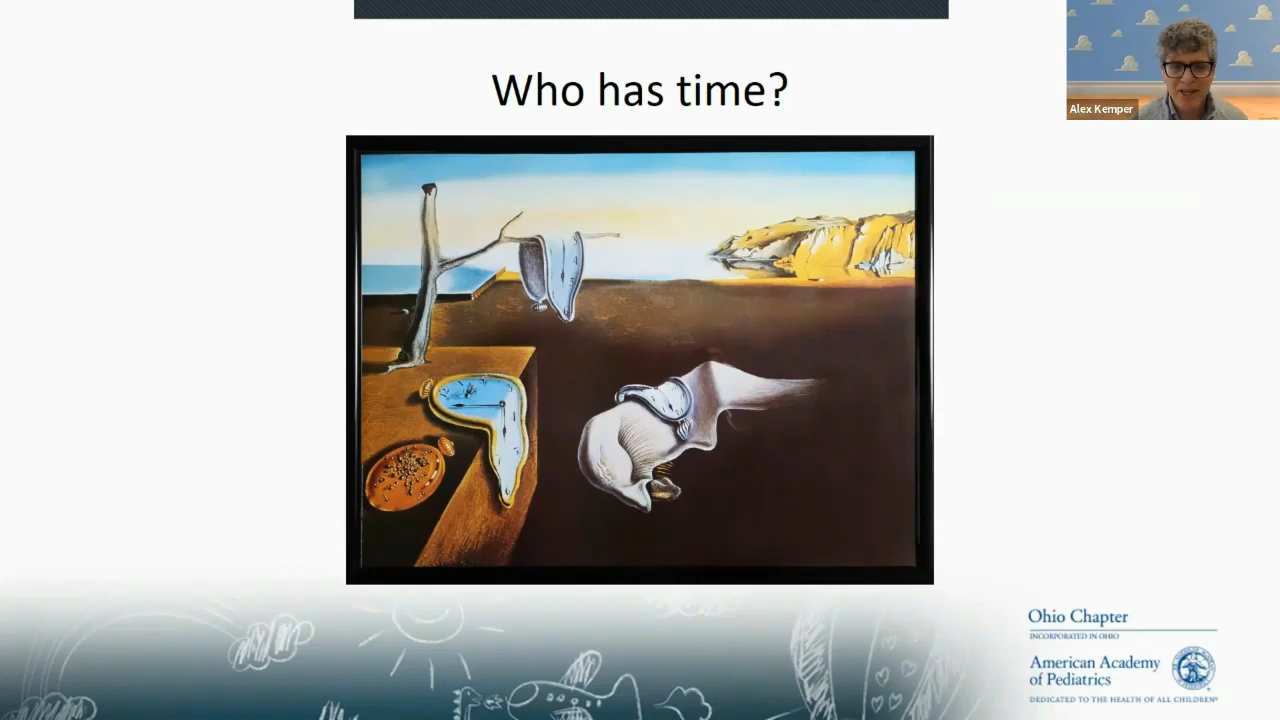 Who has time?
Alex Kemper
Ohio Chapter
INCORPORATED IN OHIO
American Academy
of Pediatrics
DEDICATED TO THE HEALTH OF ALL CHILDREN®